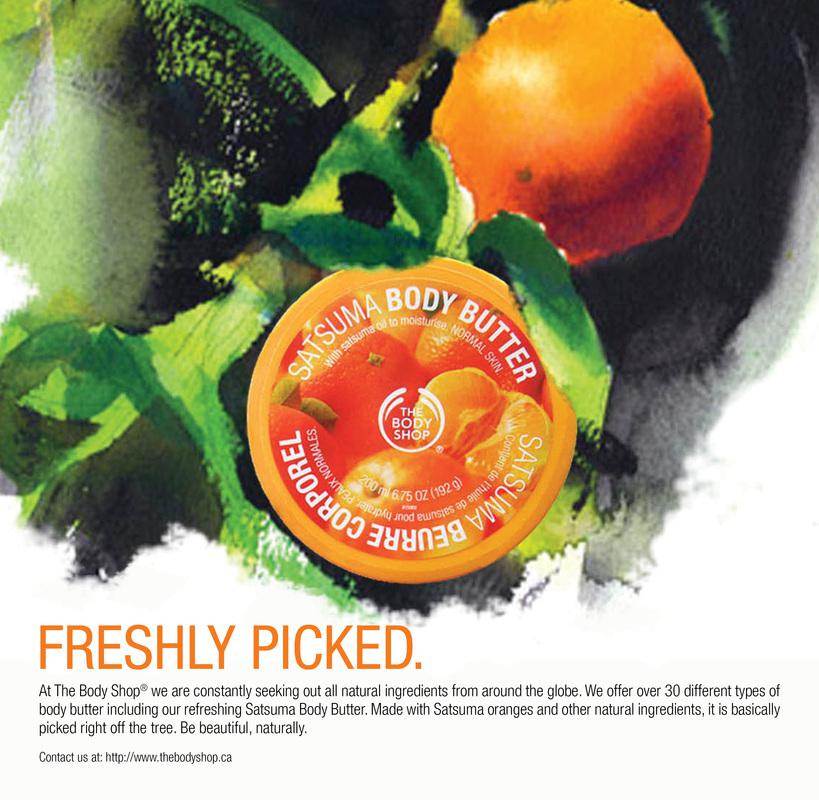 SATSUMA BODY BUTTER
With satsuma oil to moisturise. NORMAL SKIN.
THE
BODY
SHOP®
200 ml 6.75 OZ (192 g)
SATSUMA BEURRE CORPOREL
Contient de l'huile de satsuma pour hydrater. PEAUX NORMALES.
FRESHLY PICKED.
At The Body Shop® we are constantly seeking out all natural ingredients from around the globe. We offer over 30 different types of
body butter including our refreshing Satsuma Body Butter. Made with Satsuma oranges and other natural ingredients, it is basically
picked right off the tree. Be beautiful, naturally.
Contact us at: http://www.thebodyshop.ca